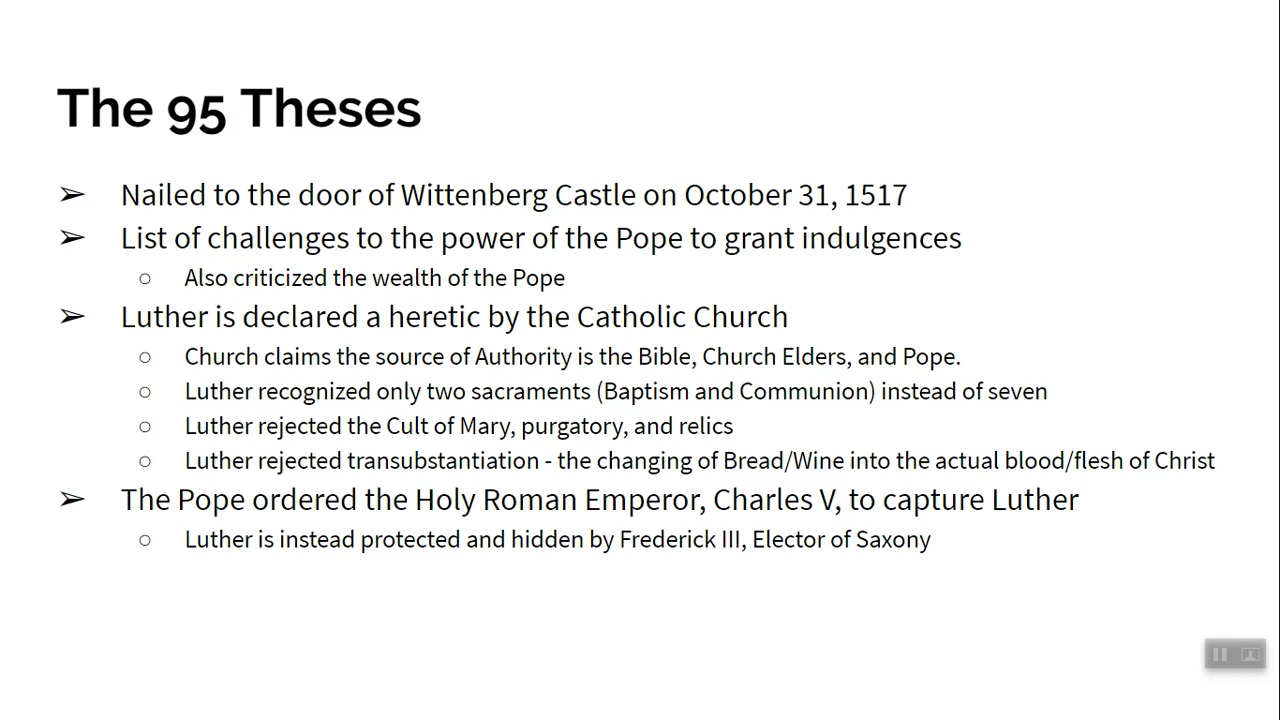 The 95 Theses
➢ Nailed to the door of Wittenberg Castle on October 31, 1517
➢ List of challenges to the power of the Pope to grant indulgences
○ Also criticized the wealth of the Pope
➢ Luther is declared a heretic by the Catholic Church
○ Church claims the source of Authority is the Bible, Church Elders, and Pope.
○ Luther recognized only two sacraments (Baptism and Communion) instead of seven
○ Luther rejected the Cult of Mary, purgatory, and relics
○ Luther rejected transubstantiation - the changing of Bread/Wine into the actual blood/flesh of Christ
➢ The Pope ordered the Holy Roman Emperor, Charles V, to capture Luther
○ Luther is instead protected and hidden by Frederick III, Elector of Saxony